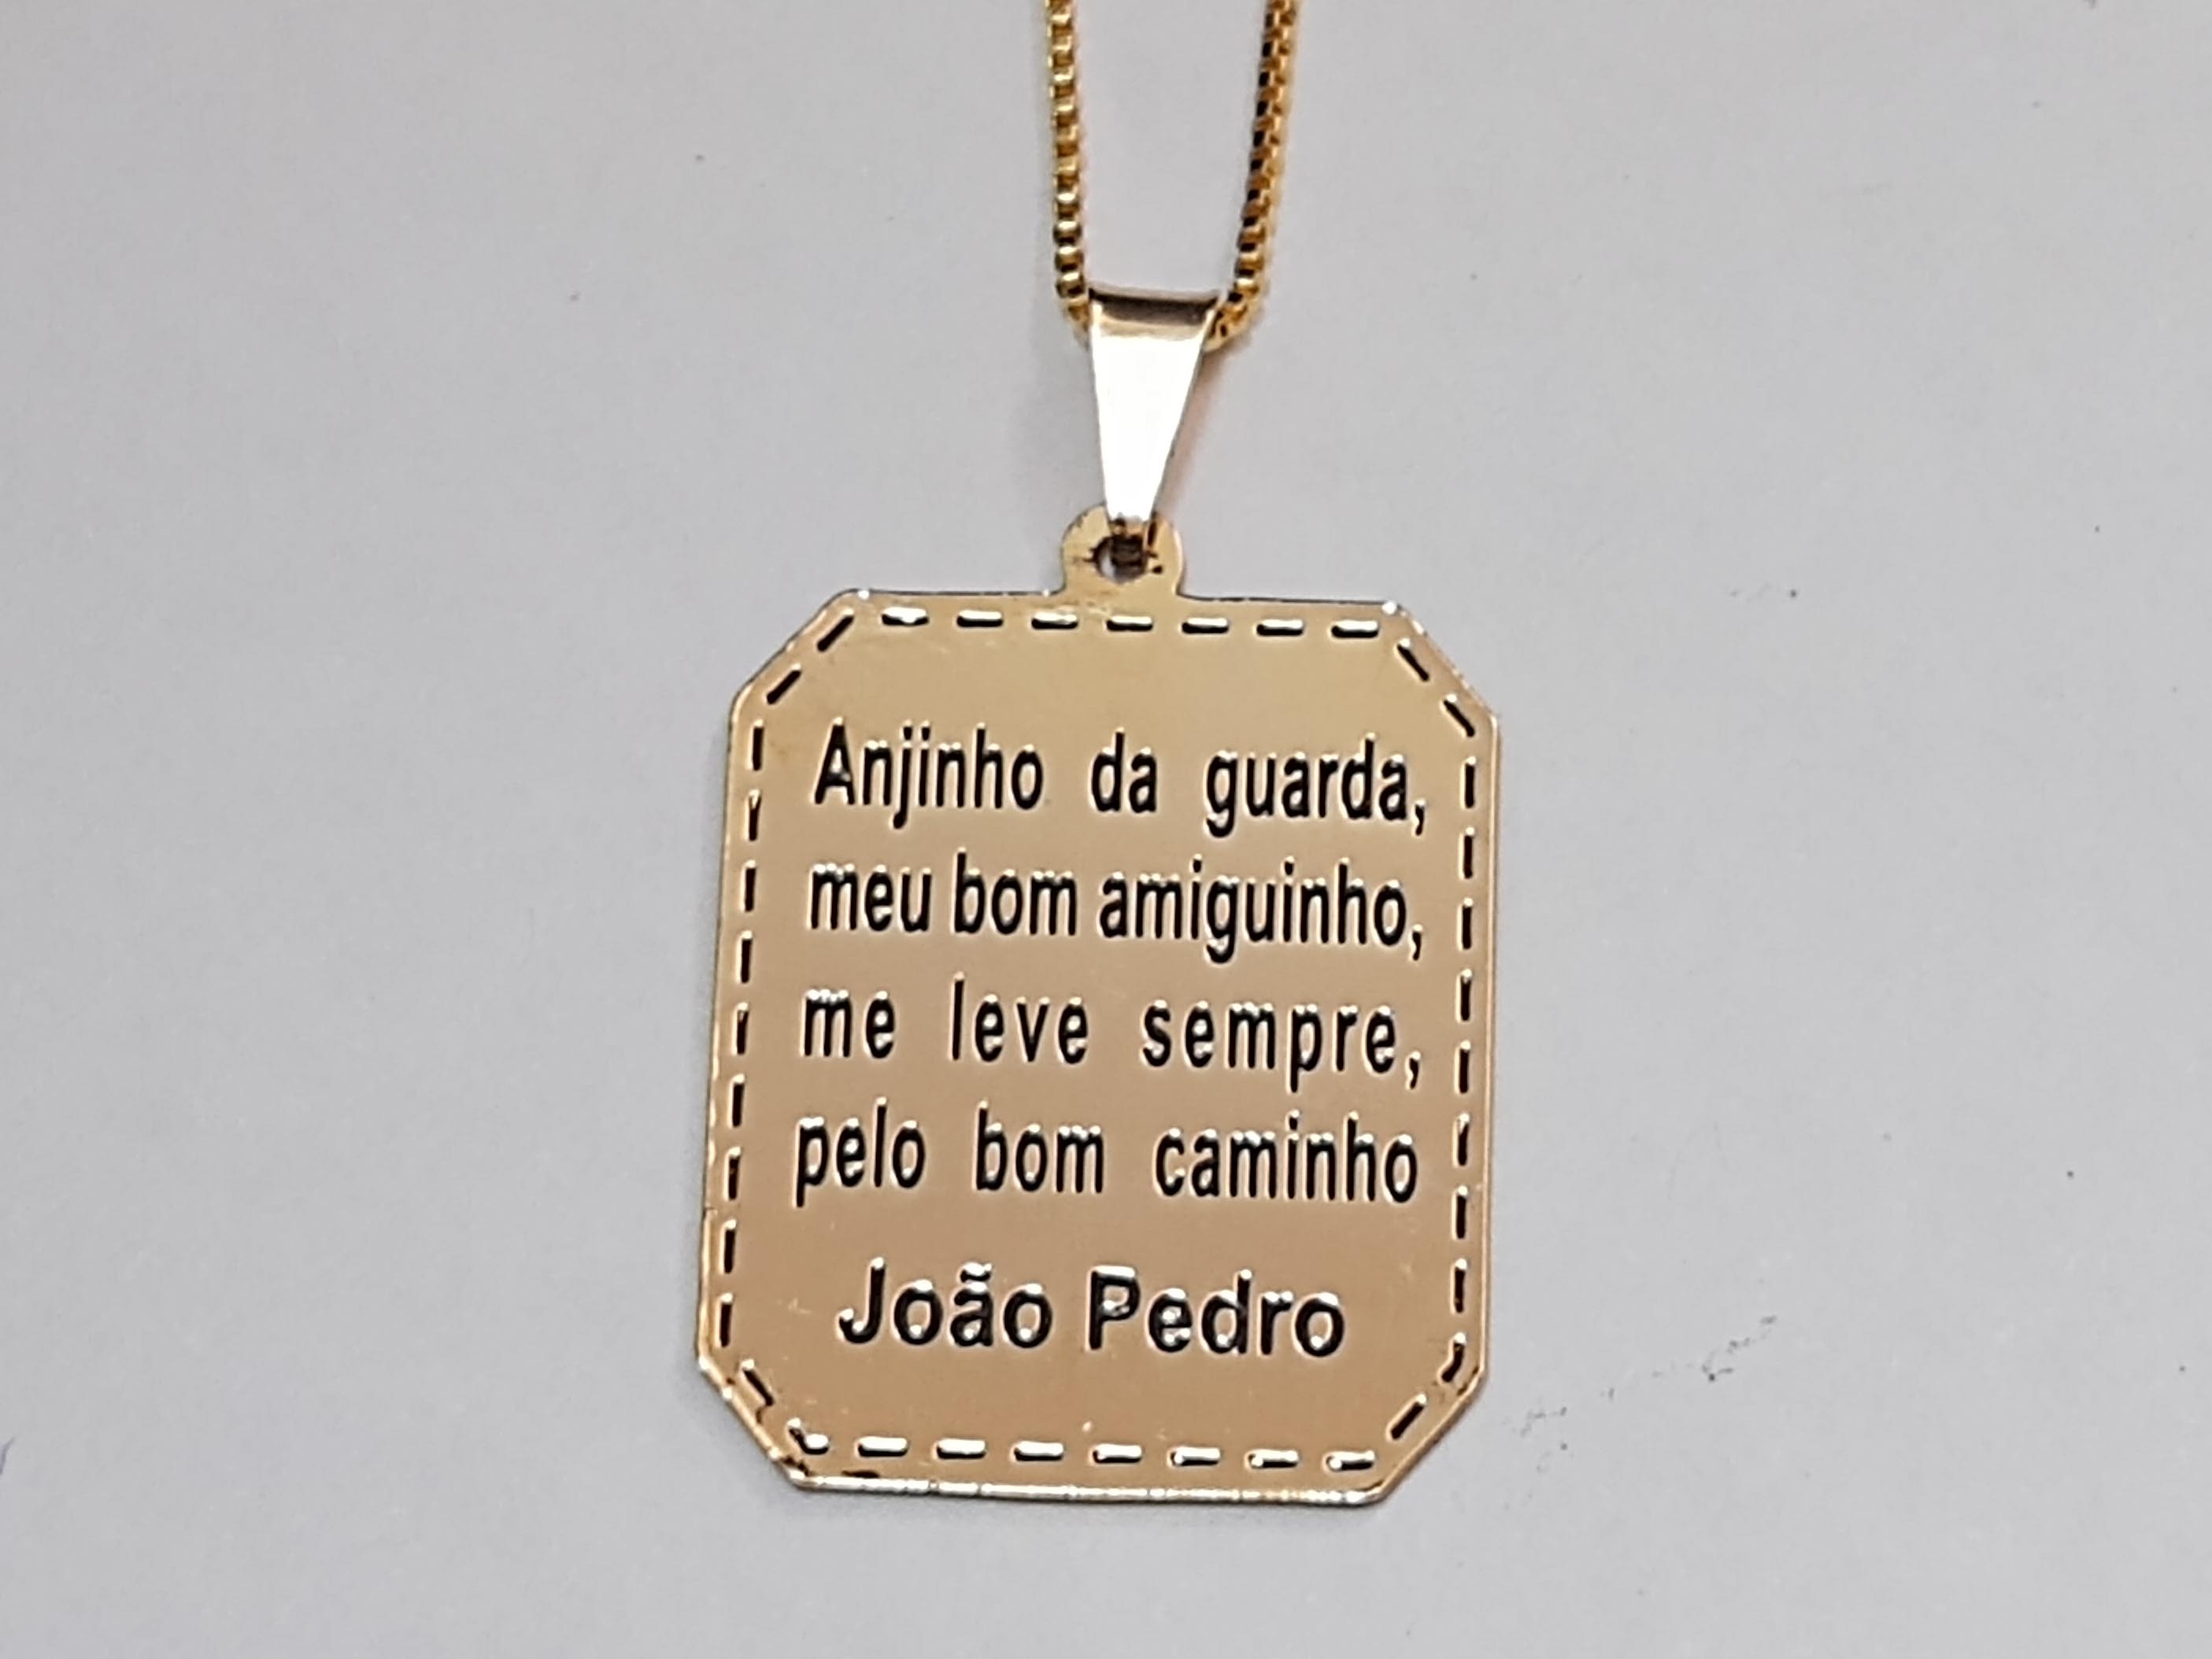 Anjinho da guarda,
meu bom amiguinho,
me leve sempre,
pelo bom caminho
João Pedro